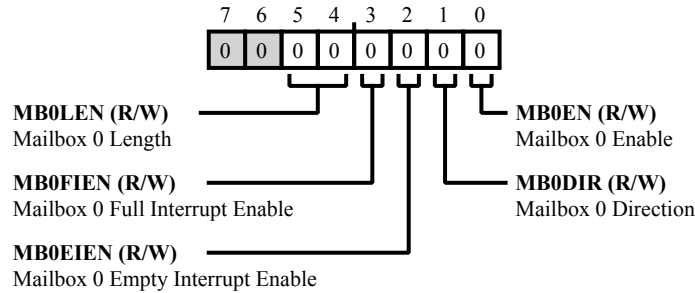 7 6 5 4 3 2 1 0
0 0 0 0 0 0 0 0
MB0LEN (R/W)
Mailbox 0 Length
MB0FIEN (R/W)
Mailbox 0 Full Interrupt Enable
MB0EIEN (R/W)
Mailbox 0 Empty Interrupt Enable
MB0EN (R/W)
Mailbox 0 Enable
MB0DIR (R/W)
Mailbox 0 Direction